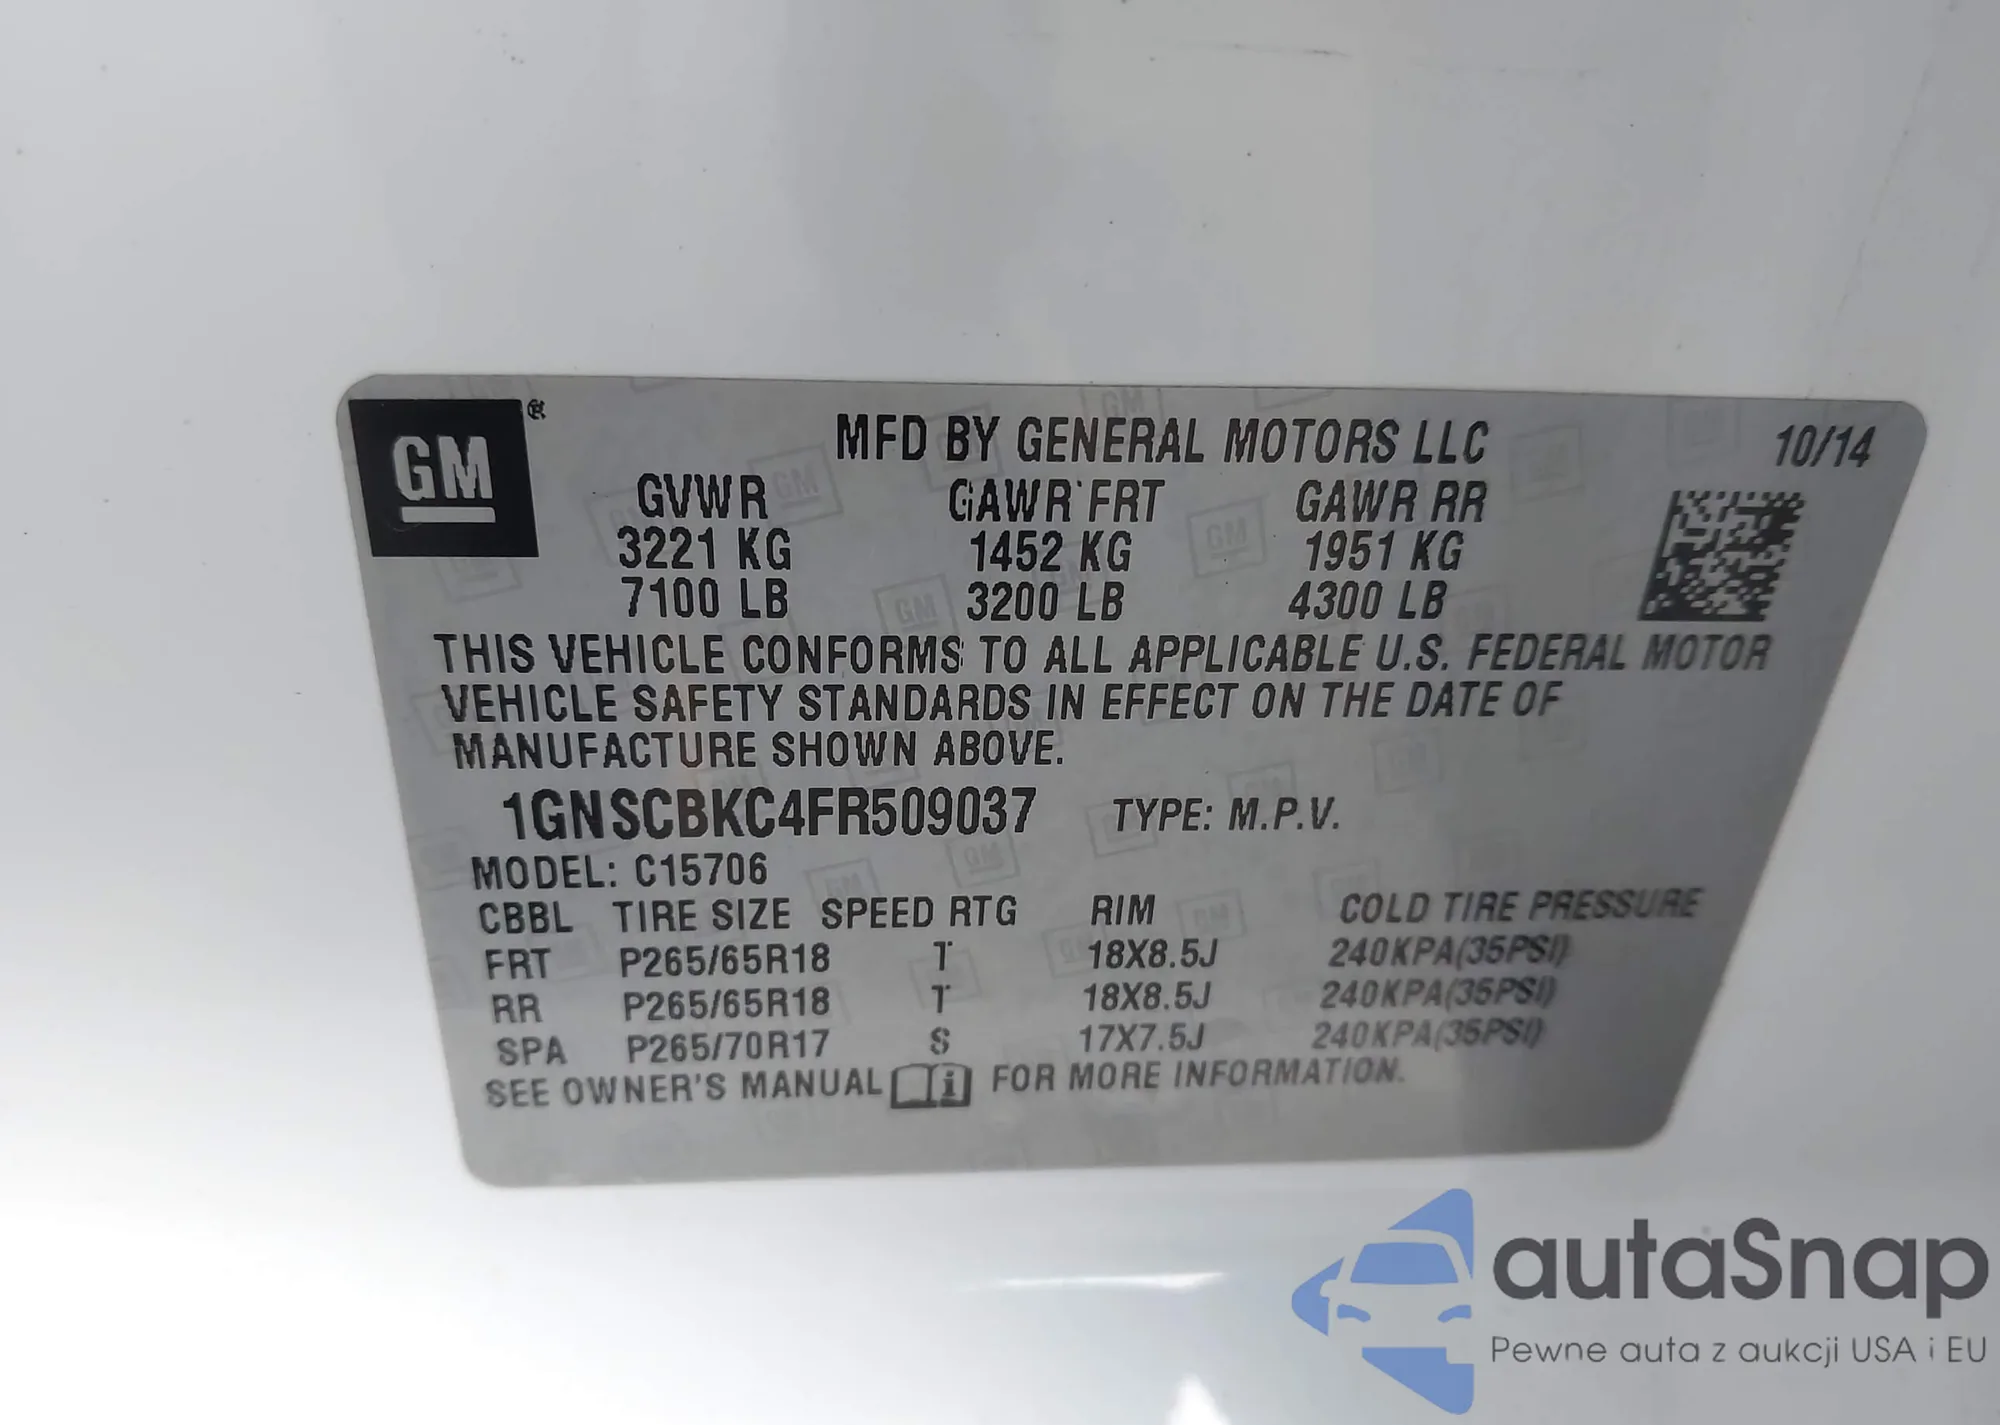 GM ®
MFD BY GENERAL MOTORS LLC 10/14
GVWR GAWR FRT GAWR RR
3221 KG 1452 KG 1951 KG
7100 LB 3200 LB 4300 LB
THIS VEHICLE CONFORMS TO ALL APPLICABLE U.S. FEDERAL MOTOR
VEHICLE SAFETY STANDARDS IN EFFECT ON THE DATE OF
MANUFACTURE SHOWN ABOVE.
1GNSCBKC4FR509037 TYPE: M.P.V.
MODEL: C15706
CBBL TIRE SIZE SPEED RTG RIM COLD TIRE PRESSURE
FRT P265/65R18 T 18X8.5J 240KPA(35PSI)
RR P265/65R18 T 18X8.5J 240KPA(35PSI)
SPA P265/70R17 S 17X7.5J 240KPA(35PSI)
SEE OWNER'S MANUAL i FOR MORE INFORMATION.
autaSnap
Pewne auta z aukcji USA i EU